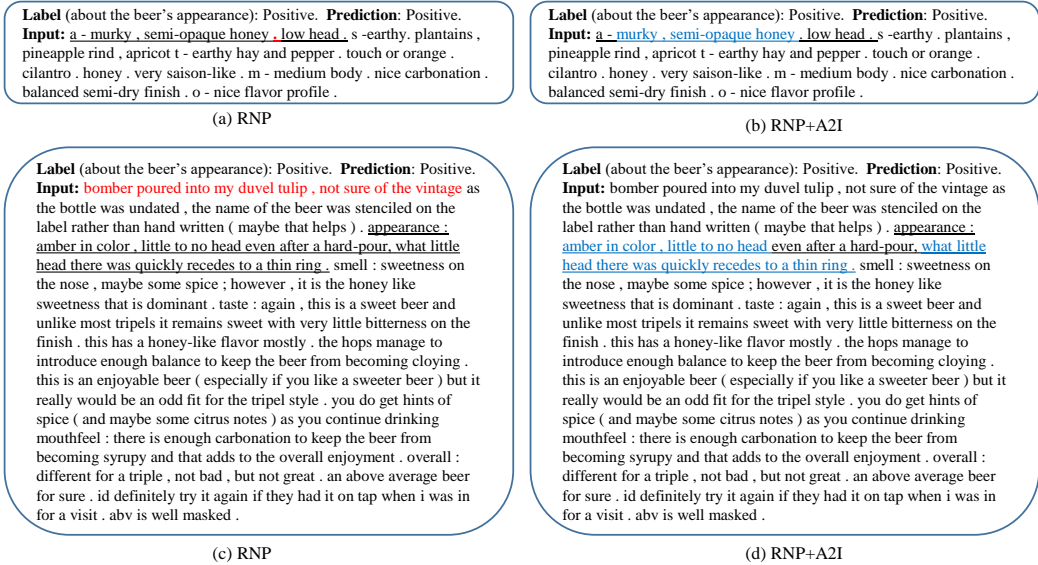 Label (about the beer's appearance): Positive. Prediction: Positive.
Input: a - murky , semi-opaque honey , low head . s -earthy. plantains ,
pineapple rind , apricot t - earthy hay and pepper . touch or orange .
cilantro . honey . very saison-like . m - medium body . nice carbonation .
balanced semi-dry finish . o - nice flavor profile .
(a) RNP
Label (about the beer's appearance): Positive. Prediction: Positive.
Input: a - murky , semi-opaque honey , low head . s -earthy. plantains ,
pineapple rind , apricot t - earthy hay and pepper . touch or orange .
cilantro . honey . very saison-like . m - medium body . nice carbonation .
balanced semi-dry finish . o - nice flavor profile .
(b) RNP+A2I
Label (about the beer's appearance): Positive. Prediction: Positive.
Input: bomber poured into my duvel tulip , not sure of the vintage as
the bottle was undated , the name of the beer was stenciled on the
label rather than hand written ( maybe that helps ) . appearance :
amber in color , little to no head even after a hard-pour, what little
head there was quickly recedes to a thin ring . smell : sweetness on
the nose , maybe some spice ; however , it is the honey like
sweetness that is dominant . taste : again , this is a sweet beer and
unlike most tripels it remains sweet with very little bitterness on the
finish . this has a honey-like flavor mostly . the hops manage to
introduce enough balance to keep the beer from becoming cloying .
this is an enjoyable beer ( especially if you like a sweeter beer ) but it
really would be an odd fit for the tripel style . you do get hints of
spice ( and maybe some citrus notes ) as you continue drinking
mouthfeel : there is enough carbonation to keep the beer from
becoming syrupy and that adds to the overall enjoyment . overall :
different for a triple , not bad , but not great . an above average beer
for sure . id definitely try it again if they had it on tap when i was in
for a visit . abv is well masked .
(c) RNP
Label (about the beer's appearance): Positive. Prediction: Positive.
Input: bomber poured into my duvel tulip , not sure of the vintage as
the bottle was undated , the name of the beer was stenciled on the
label rather than hand written ( maybe that helps ) . appearance :
amber in color , little to no head even after a hard-pour, what little
head there was quickly recedes to a thin ring . smell : sweetness on
the nose , maybe some spice ; however , it is the honey like
sweetness that is dominant . taste : again , this is a sweet beer and
unlike most tripels it remains sweet with very little bitterness on the
finish . this has a honey-like flavor mostly . the hops manage to
introduce enough balance to keep the beer from becoming cloying .
this is an enjoyable beer ( especially if you like a sweeter beer ) but it
really would be an odd fit for the tripel style . you do get hints of
spice ( and maybe some citrus notes ) as you continue drinking
mouthfeel : there is enough carbonation to keep the beer from
becoming syrupy and that adds to the overall enjoyment . overall :
different for a triple , not bad , but not great . an above average beer
for sure . id definitely try it again if they had it on tap when i was in
for a visit . abv is well masked .
(d) RNP+A2I